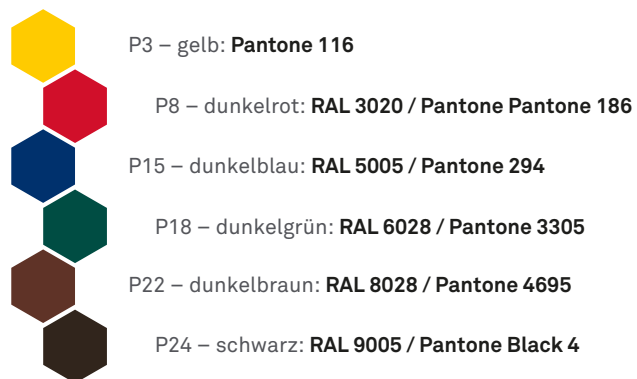 P3 – gelb: Pantone 116
P8 – dunkelrot: RAL 3020 / Pantone Pantone 186
P15 – dunkelblau: RAL 5005 / Pantone 294
P18 – dunkelgrün: RAL 6028 / Pantone 3305
P22 – dunkelbraun: RAL 8028 / Pantone 4695
P24 – schwarz: RAL 9005 / Pantone Black 4